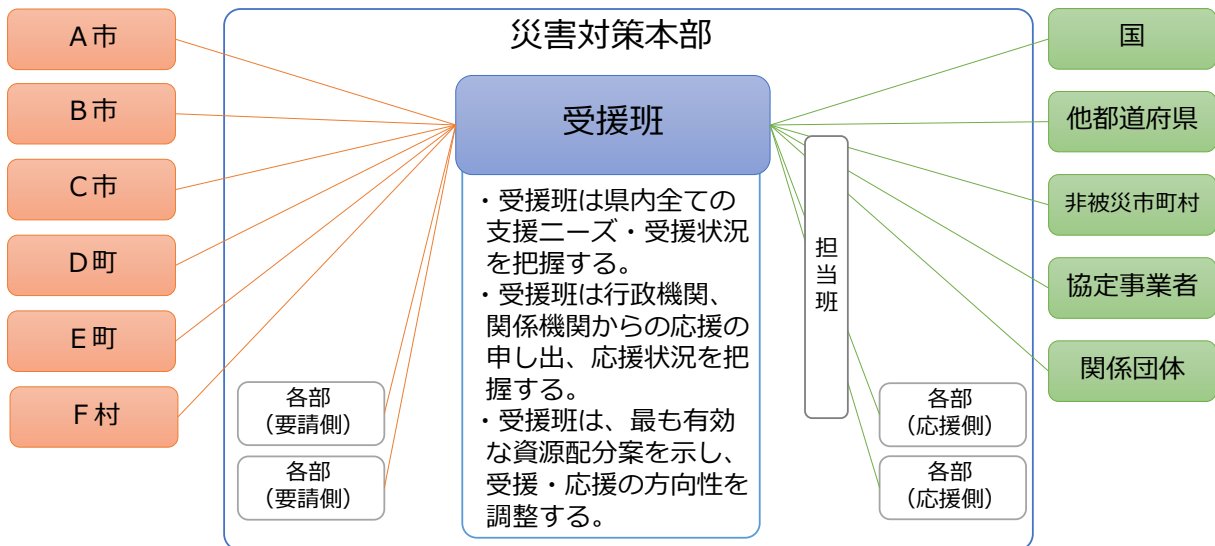 災害対策本部
A市
B市
C市
D町
E町
F村
受援班
・受援班は県内全ての
支援ニーズ・受援状況
を把握する。
・受援班は行政機関、
関係機関からの応援の
申し出、応援状況を把
握する。
・受援班は、最も有効
な資源配分案を示し、
受援・応援の方向性を
調整する。
各部
（要請側）
各部
（要請側）
担当班
各部
（応援側）
各部
（応援側）
国
他都道府県
非被災市町村
協定事業者
関係団体